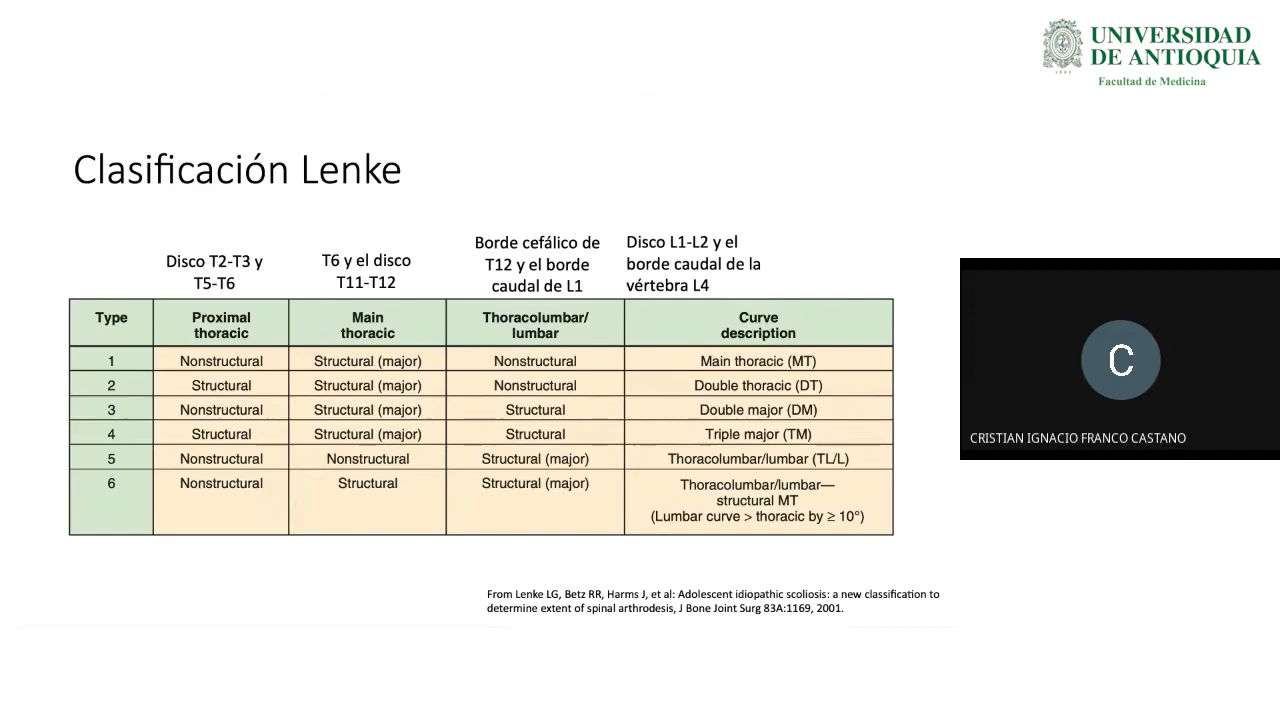 UNIVERSIDAD
DE ANTIOQUIA
1803
Facultad de Medicina
Clasificación Lenke
Disco T2-T3 y
T5-T6
T6 y el disco
T11-T12
Borde cefálico de
T12 y el borde
caudal de L1
Disco L1-L2 y el
borde caudal de la
vértebra L4
Type Proximal thoracic Main thoracic Thoracolumbar/ lumbar Curve description
1 Nonstructural Structural (major) Nonstructural Main thoracic (MT)
2 Structural Structural (major) Nonstructural Double thoracic (DT)
3 Nonstructural Structural (major) Structural Double major (DM)
4 Structural Structural (major) Structural Triple major (TM)
5 Nonstructural Nonstructural Structural (major) Thoracolumbar/lumbar (TL/L)
6 Nonstructural Structural Structural (major) Thoracolumbar/lumbar—
structural MT
(Lumbar curve > thoracic by ≥ 10°)
C
CRISTIAN IGNACIO FRANCO CASTANO
From Lenke LG, Betz RR, Harms J, et al: Adolescent idiopathic scoliosis: a new classification to
determine extent of spinal arthrodesis, J Bone Joint Surg 83A:1169, 2001.